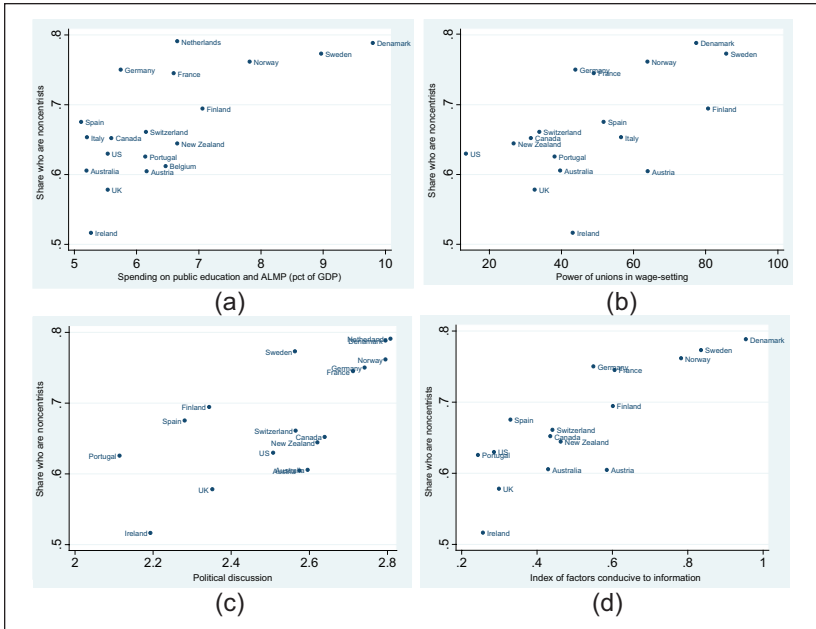 Share who are noncentrists
.8
.7
.6
.5
Netherlands
Denamark
Sweden
Norway
Germany
France
Finland
Spain
Switzerland
Italy
Canada
New Zealand
US
Portugal
Belgium
Australia
Austria
UK
Ireland
5
6
7
8
9
10
Spending on public education and ALMP (pct of GDP)
(a)
Share who are noncentrists
.8
.7
.6
.5
Denamark
Sweden
Norway
Germany
France
Finland
Spain
Switzerland
Canada
Italy
New Zealand
US
Portugal
Australia
Austria
UK
Ireland
20
40
60
80
100
Power of unions in wage-setting
(b)
Share who are noncentrists
.8
.7
.6
.5
Netherlands
Denamark
Sweden
Norway
Germany
France
Finland
Spain
Switzerland
Canada
New Zealand
US
Portugal
Australia
Austria
UK
Ireland
2
2.2
2.4
2.6
2.8
Political discussion
(c)
Share who are noncentrists
.8
.7
.6
.5
Denamark
Sweden
Norway
Germany
France
Finland
Spain
Switzerland
Canada
New Zealand
US
Portugal
Australia
Austria
UK
Ireland
.2
.4
.6
.8
1
Index of factors conducive to information
(d)